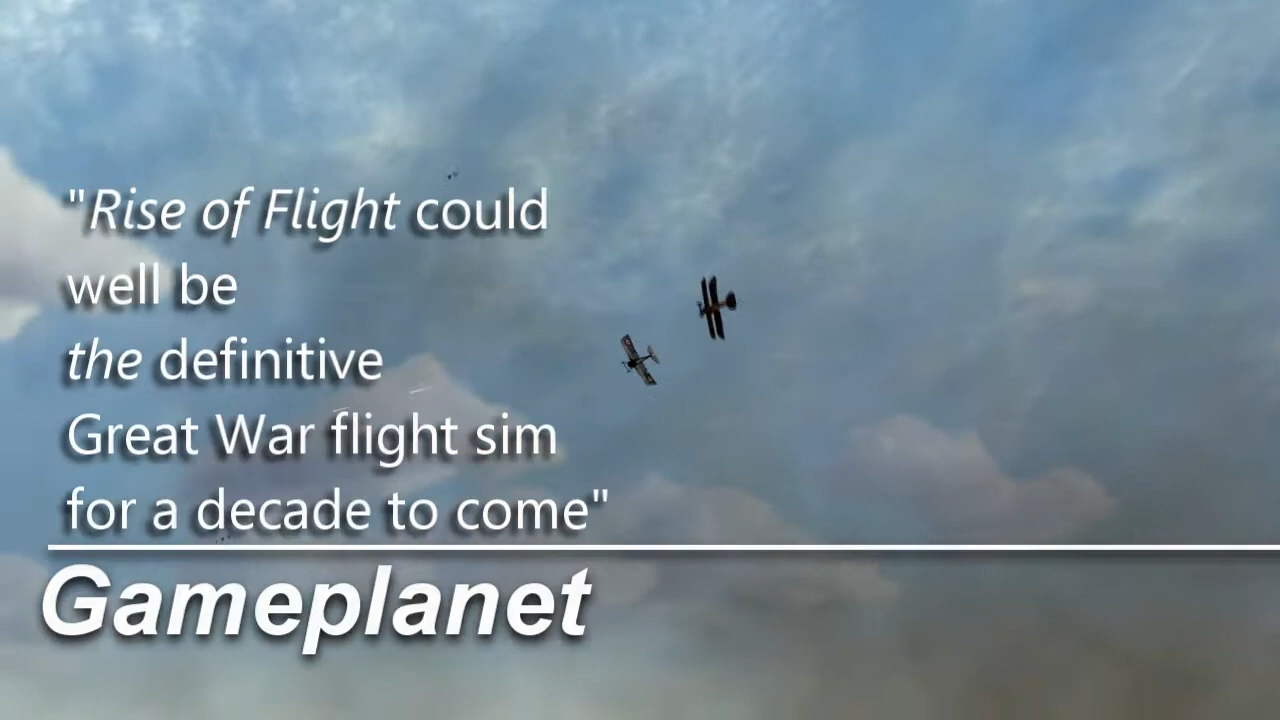 "Rise of Flight could
well be
the definitive
Great War flight sim
for a decade to come"
Gameplanet